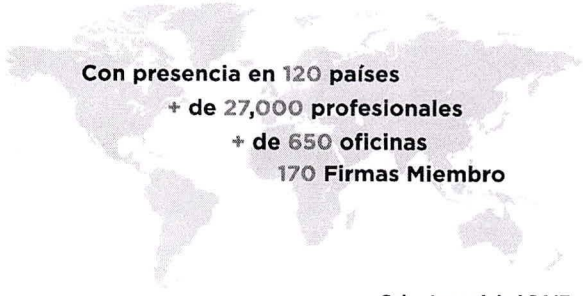 Con presencia en 120 países
+ de 27,000 profesionales
+ de 650 oficinas
170 Firmas Miembro